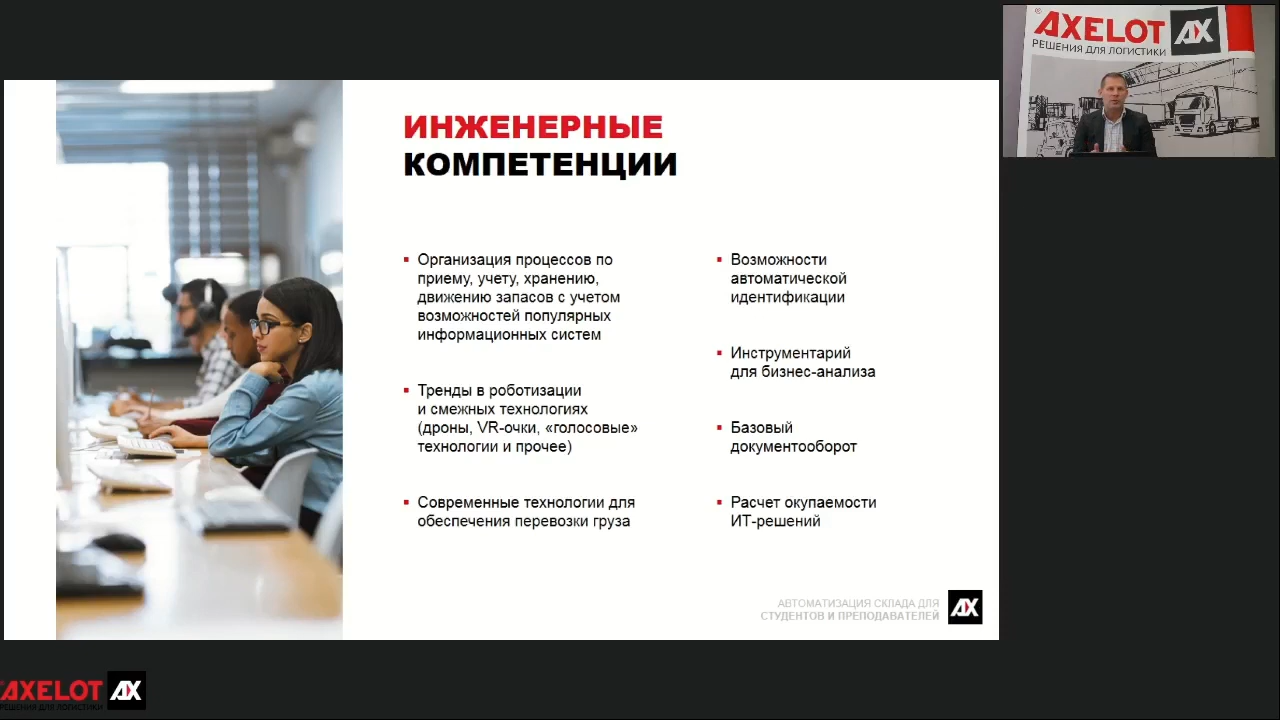 ИНЖЕНЕРНЫЕ
КОМПЕТЕНЦИИ
Организация процессов по
приему, учету, хранению,
движению запасов с учетом
возможностей популярных
информационных систем
Тренды в роботизации
и смежных технологиях
(дроны, VR-очки, «голосовые»
технологии и прочее)
Современные технологии для
обеспечения перевозки груза
Возможности
автоматической
идентификации
Инструментарий
для бизнес-анализа
Базовый
документооборот
Расчет окупаемости
ИТ-решений
АВТОМАТИЗАЦИЯ СКЛАДА ДЛЯ
СТУДЕНТОВ И ПРЕПОДАВАТЕЛЕЙ
AX
®AXELOT AX
РЕШЕНИЯ ДЛЯ ЛОГИСТИКИ
AXELOT AX
РЕШЕНИЯ ДЛЯ ЛОГИСТИКИ